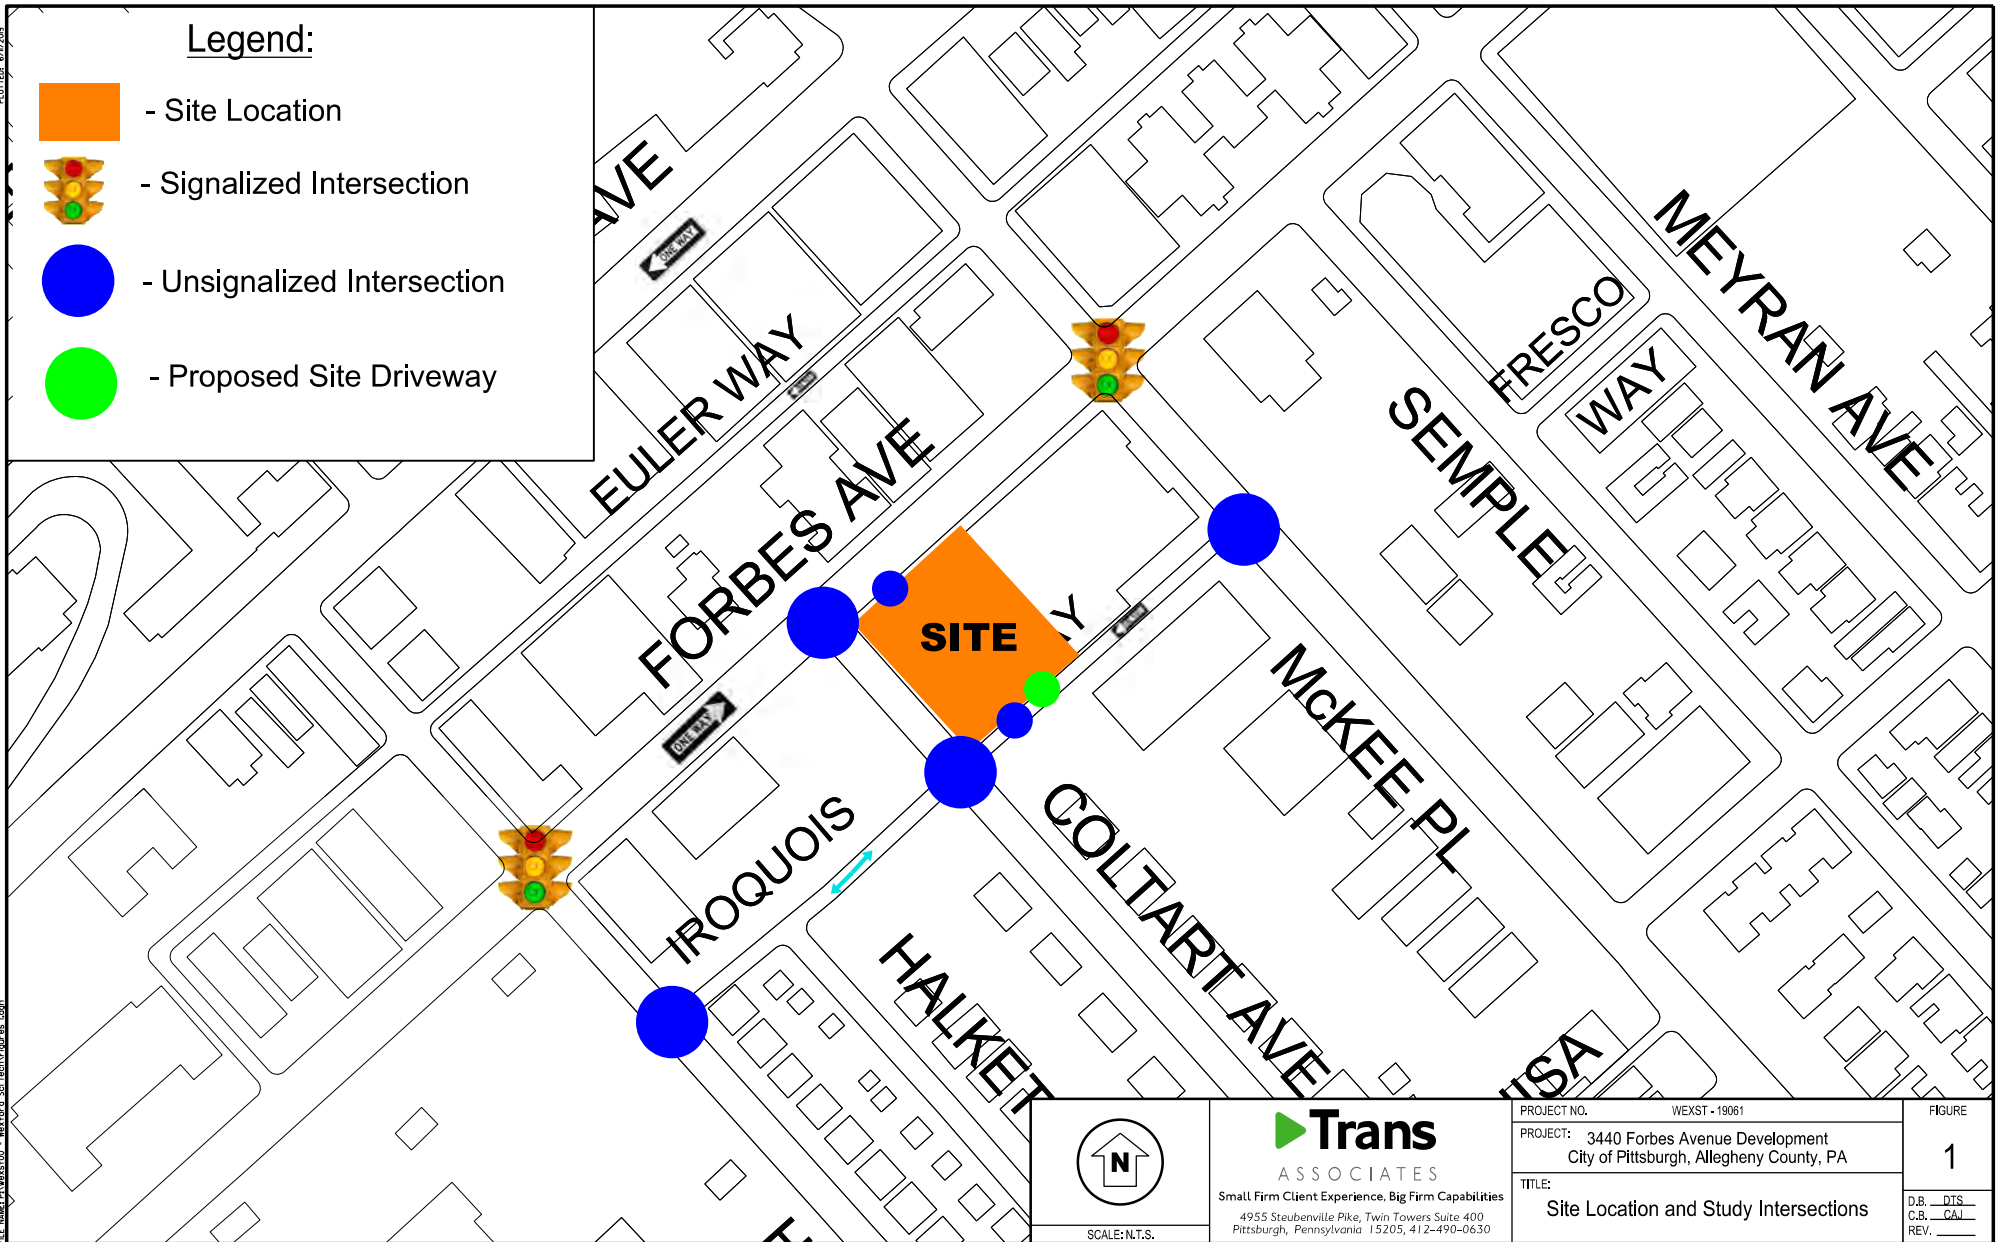 Legend:
- Site Location
- Signalized Intersection
- Unsignalized Intersection
- Proposed Site Driveway
AVE
ONE WAY
EULER WAY
FORBES AVE
ONE WAY
SITE
IROQUOIS
HALKET
COLTART AVE
McKEE PL
SEMPLE
FRESCO
WAY
MEYRAN AVE
N
SCALE: N.T.S.
Trans
ASSOCIATES
Small Firm Client Experience, Big Firm Capabilities
4955 Steubenville Pike, Twin Towers Suite 400
Pittsburgh, Pennsylvania 15205, 412-490-0630
PROJECT NO. WEXST - 19061
PROJECT: 3440 Forbes Avenue Development
City of Pittsburgh, Allegheny County, PA
TITLE:
Site Location and Study Intersections
FIGURE
1
D.B. DTS
C.B. CAJ
REV.